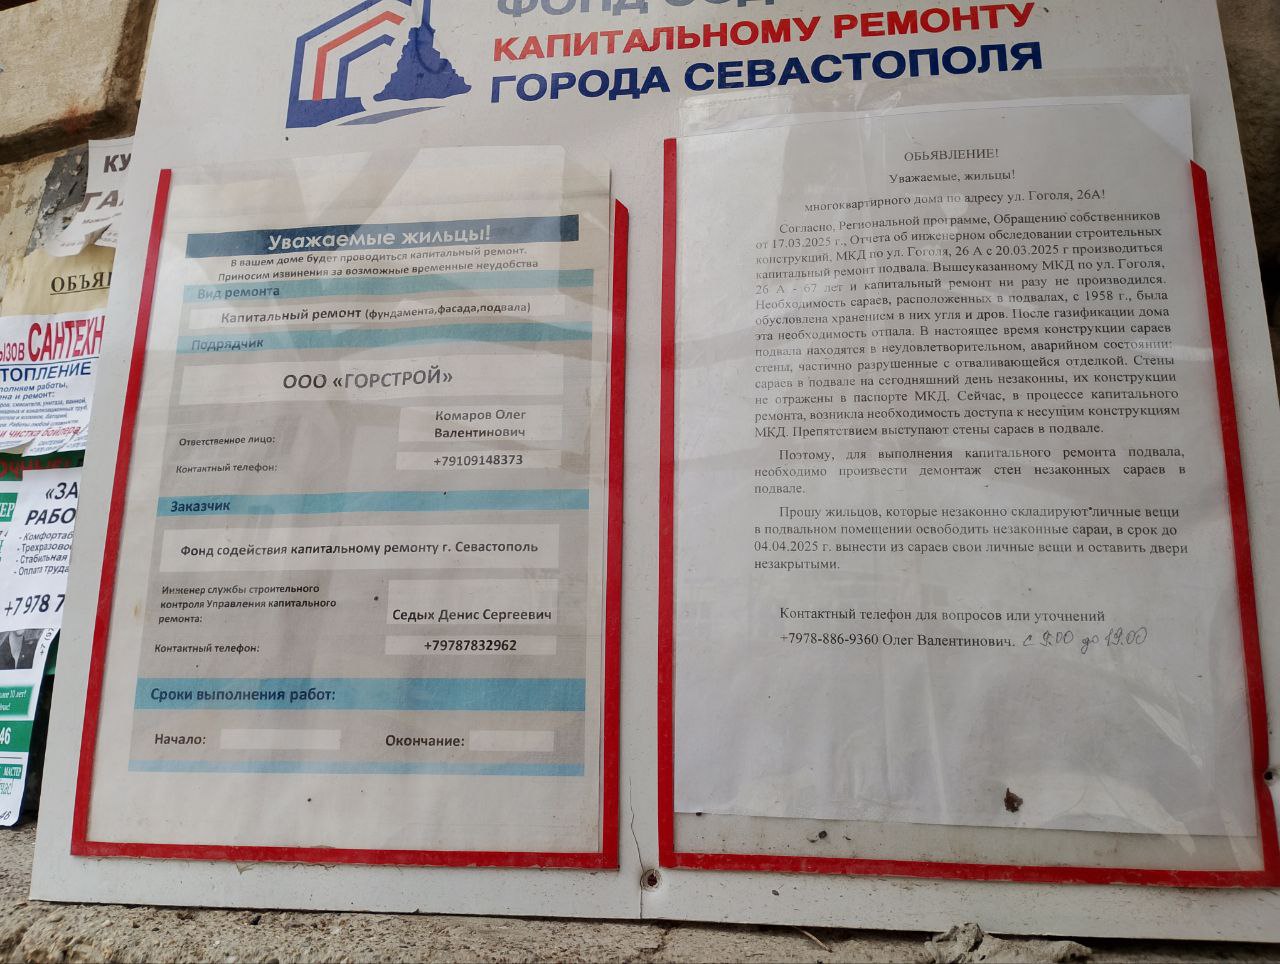 КАПИТАЛЬНОМУ РЕМОНТУ
ГОРОДА СЕВАСТОПОЛЯ
Уважаемые жильцы!
В вашем доме будет проводиться капитальный ремонт.
Приносим извинения за возможные временные неудобства
Вид ремонта
Капитальный ремонт (фундамента,фасада,подвала)
Подрядчик
ООО «ГОРСТРОЙ»
Ответственное лицо:
Комаров Олег
Валентинович
Контактный телефон:
+79109148373
Заказчик
Фонд содействия капитальному ремонту г. Севастополь
Инженер службы строительного
контроля Управления капитального
ремонта:
Седых Денис Сергеевич
Контактный телефон:
+79787832962
Сроки выполнения работ:
Начало:
Окончание:
ОБЬЯВЛЕНИЕ!
Уважаемые, жильцы!
многоквартирного дома по адресу ул. Гоголя, 26А!
Согласно, Региональной программе, Обращению собственников
от 17.03.2025 г., Отчета об инженерном обследовании строительных
конструкций, МКД по ул. Гоголя, 26 А с 20.03.2025 г производиться
капитальный ремонт подвала. Вышсуказанному МКД по ул. Гоголя,
26 А - 67 лет и капитальный ремонт ни разу не производился.
Необходимость сараев, расположенных в подвалах, с 1958 г., была
обусловлена хранением в них угля и дров. После газификации дома
эта необходимость отпала. В настоящее время конструкции сараев
подвала находятся в неудовлетворительном, аварийном состоянии:
стены, частично разрушенные с отваливающейся отделкой. Стены
сараев в подвале на сегодняшний день незаконны, их конструкции
не отражены в паспорте МКД. Сейчас, в процессе капитального
ремонта, возникла необходимость доступа к несущим конструкциям
МКД. Препятствием выступают стены сараев в подвале.
Поэтому, для выполнения капитального ремонта подвала,
необходимо произвести демонтаж стен незаконных сараев в
подвале.
Прошу жильцов, которые незаконно складируют личные вещи
в подвальном помещении освободить незаконные сараи, в срок до
04.04.2025 г. вынести из сараев свои личные вещи и оставить двери
незакрытыми.
Контактный телефон для вопросов или уточнений
+7978-886-9360 Олег Валентинович. с 9.00 до 19.00
САНТЕХН
РАБО
+7 978 7